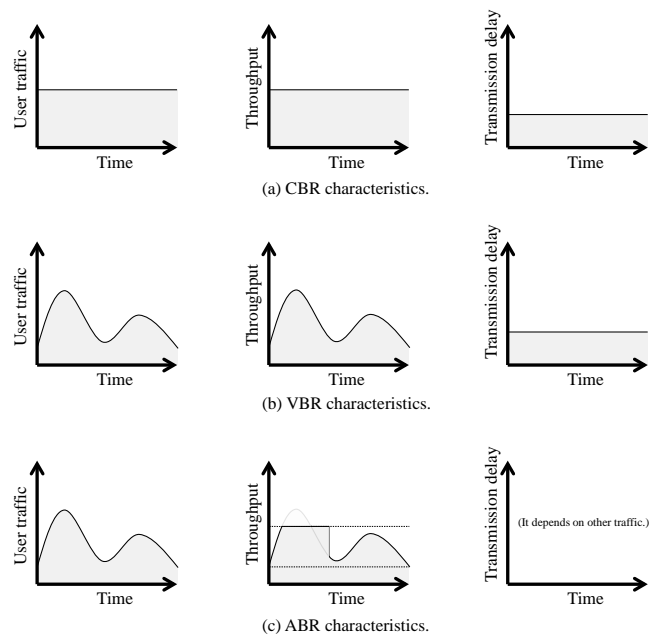 User traffic
Time
Throughput
Time
Transmission delay
Time
(a) CBR characteristics.
User traffic
Time
Throughput
Time
Transmission delay
Time
(b) VBR characteristics.
User traffic
Time
Throughput
Time
Transmission delay
(It depends on other traffic.)
Time
(c) ABR characteristics.